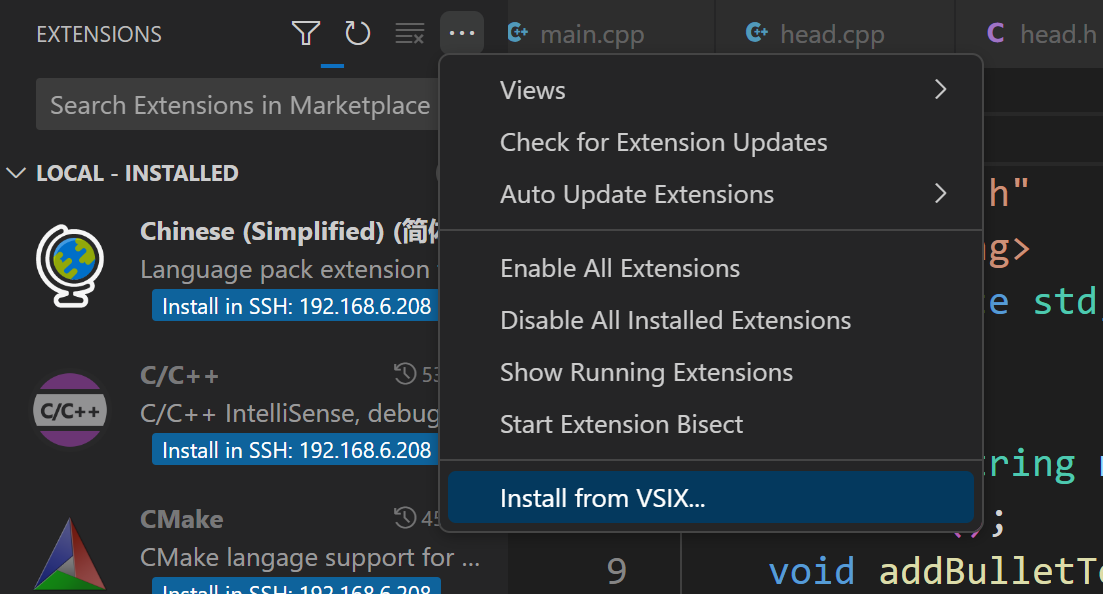 EXTENSIONS
main.cpp
head.cpp
C head.h
Search Extensions in Marketplace
Views
Check for Extension Updates
LOCAL - INSTALLED
Auto Update Extensions
h"
Chinese (Simplified) (简体
g>
Language pack extension
Enable All Extensions
e std
Install in SSH: 192.168.6.208
Disable All Installed Extensions
C/C++
53
Show Running Extensions
C/C++
C/C++ IntelliSense, debug
Start Extension Bisect
Install in SSH: 192.168.6.208
ring
Install from VSIX...
CMake
45
};
CMake langage support for ...
9
void addBulletTo
Install in SSH: 192.168.6.208